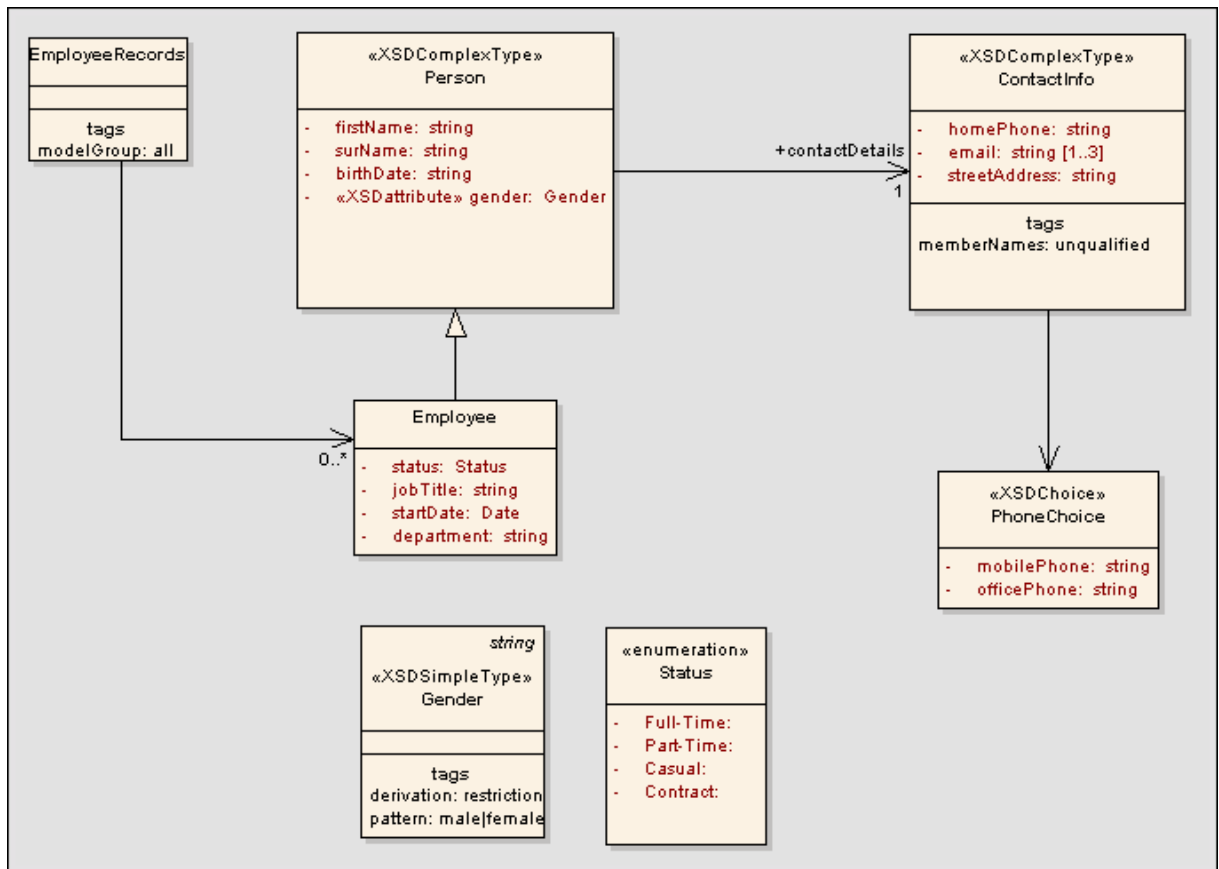 EmployeeRecords
tags
modelGroup: all
«XSDComplexType»
Person
- firstName: string
- surName: string
- birthDate: string
- «XSDattribute» gender: Gender
+contactDetails
1
«XSDComplexType»
ContactInfo
- homePhone: string
- email: string [1..3]
- streetAddress: string
tags
memberNames: unqualified
0..*
Employee
- status: Status
- jobTitle: string
- startDate: Date
- department: string
«XSDChoice»
PhoneChoice
- mobilePhone: string
- officePhone: string
string
«XSDSimpleType»
Gender
tags
derivation: restriction
pattern: male|female
«enumeration»
Status
- Full-Time:
- Part-Time:
- Casual:
- Contract: